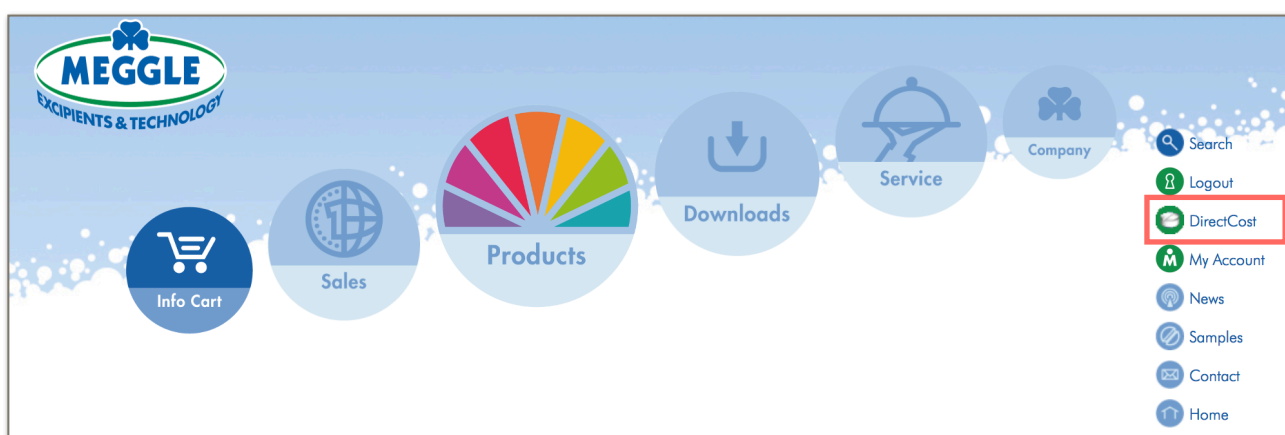 MEGGLE
EXCIPIENTS & TECHNOLOGY
Info Cart
Sales
Products
Downloads
Service
Company
Search
Logout
DirectCost
My Account
News
Samples
Contact
Home